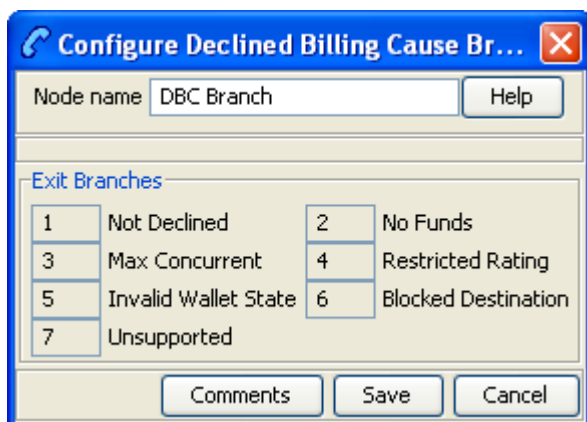 Configure Declined Billing Cause Br...
Node name DBC Branch Help
Exit Branches
1 Not Declined 2 No Funds
3 Max Concurrent 4 Restricted Rating
5 Invalid Wallet State 6 Blocked Destination
7 Unsupported
Comments Save Cancel